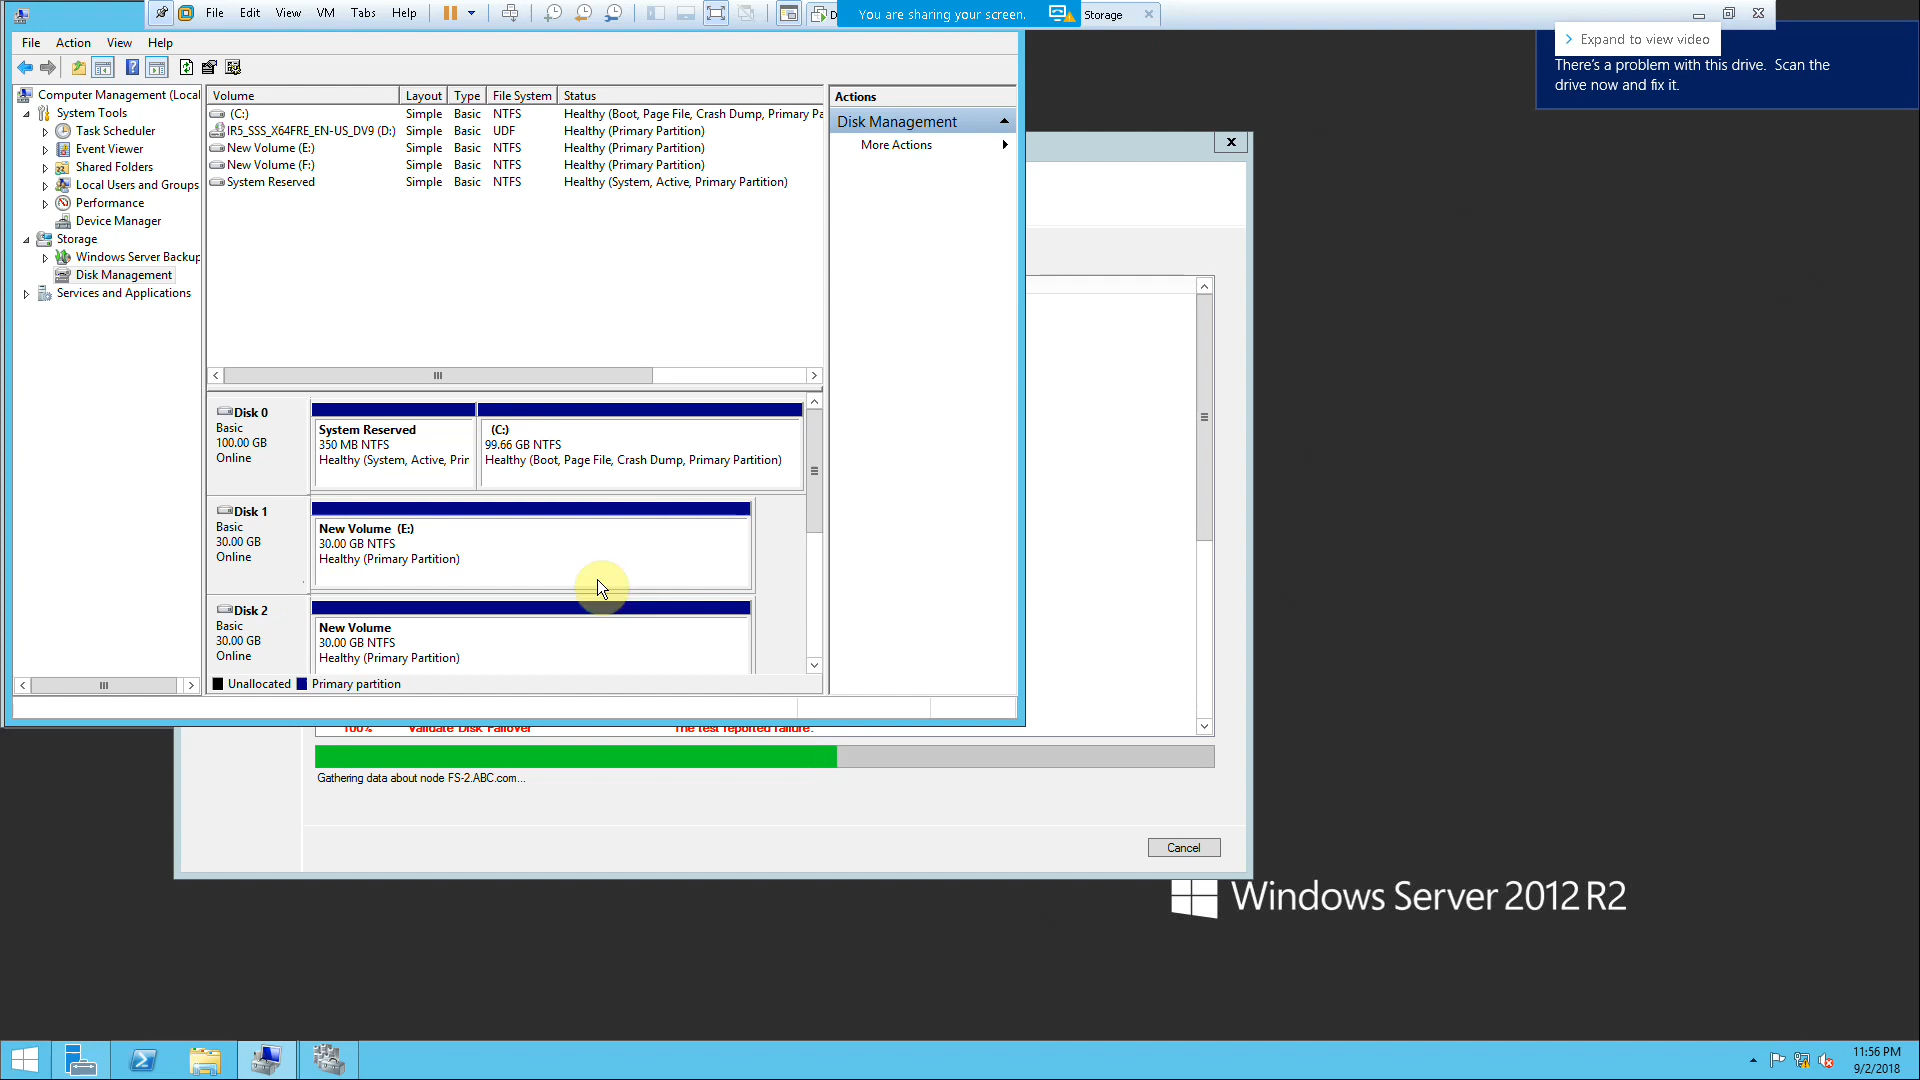 File Edit View VM Tabs Help
You are sharing your screen.
Storage
Expand to view video
There's a problem with this drive. Scan the
drive now and fix it.
File Action View Help
Computer Management (Local
System Tools
Task Scheduler
Event Viewer
Shared Folders
Local Users and Groups
Performance
Device Manager
Storage
Windows Server Backup
Disk Management
Services and Applications
Volume Layout Type File System Status
(C:) Simple Basic NTFS Healthy (Boot, Page File, Crash Dump, Primary Pa
IR5_SSS_X64FRE_EN-US_DV9 (D:) Simple Basic UDF Healthy (Primary Partition)
New Volume (E:) Simple Basic NTFS Healthy (Primary Partition)
New Volume (F:) Simple Basic NTFS Healthy (Primary Partition)
System Reserved Simple Basic NTFS Healthy (System, Active, Primary Partition)
Actions
Disk Management
More Actions
Disk 0
Basic
100.00 GB
Online
System Reserved
350 MB NTFS
Healthy (System, Active, Prin
(C:)
99.66 GB NTFS
Healthy (Boot, Page File, Crash Dump, Primary Partition)
Disk 1
Basic
30.00 GB
Online
New Volume (E:)
30.00 GB NTFS
Healthy (Primary Partition)
Disk 2
Basic
30.00 GB
Online
New Volume
30.00 GB NTFS
Healthy (Primary Partition)
Unallocated Primary partition
100% Validate Disk Failover The test reported failure.
Gathering data about node FS-2.ABC.com...
Cancel
Windows Server 2012 R2
11:56 PM
9/2/2018